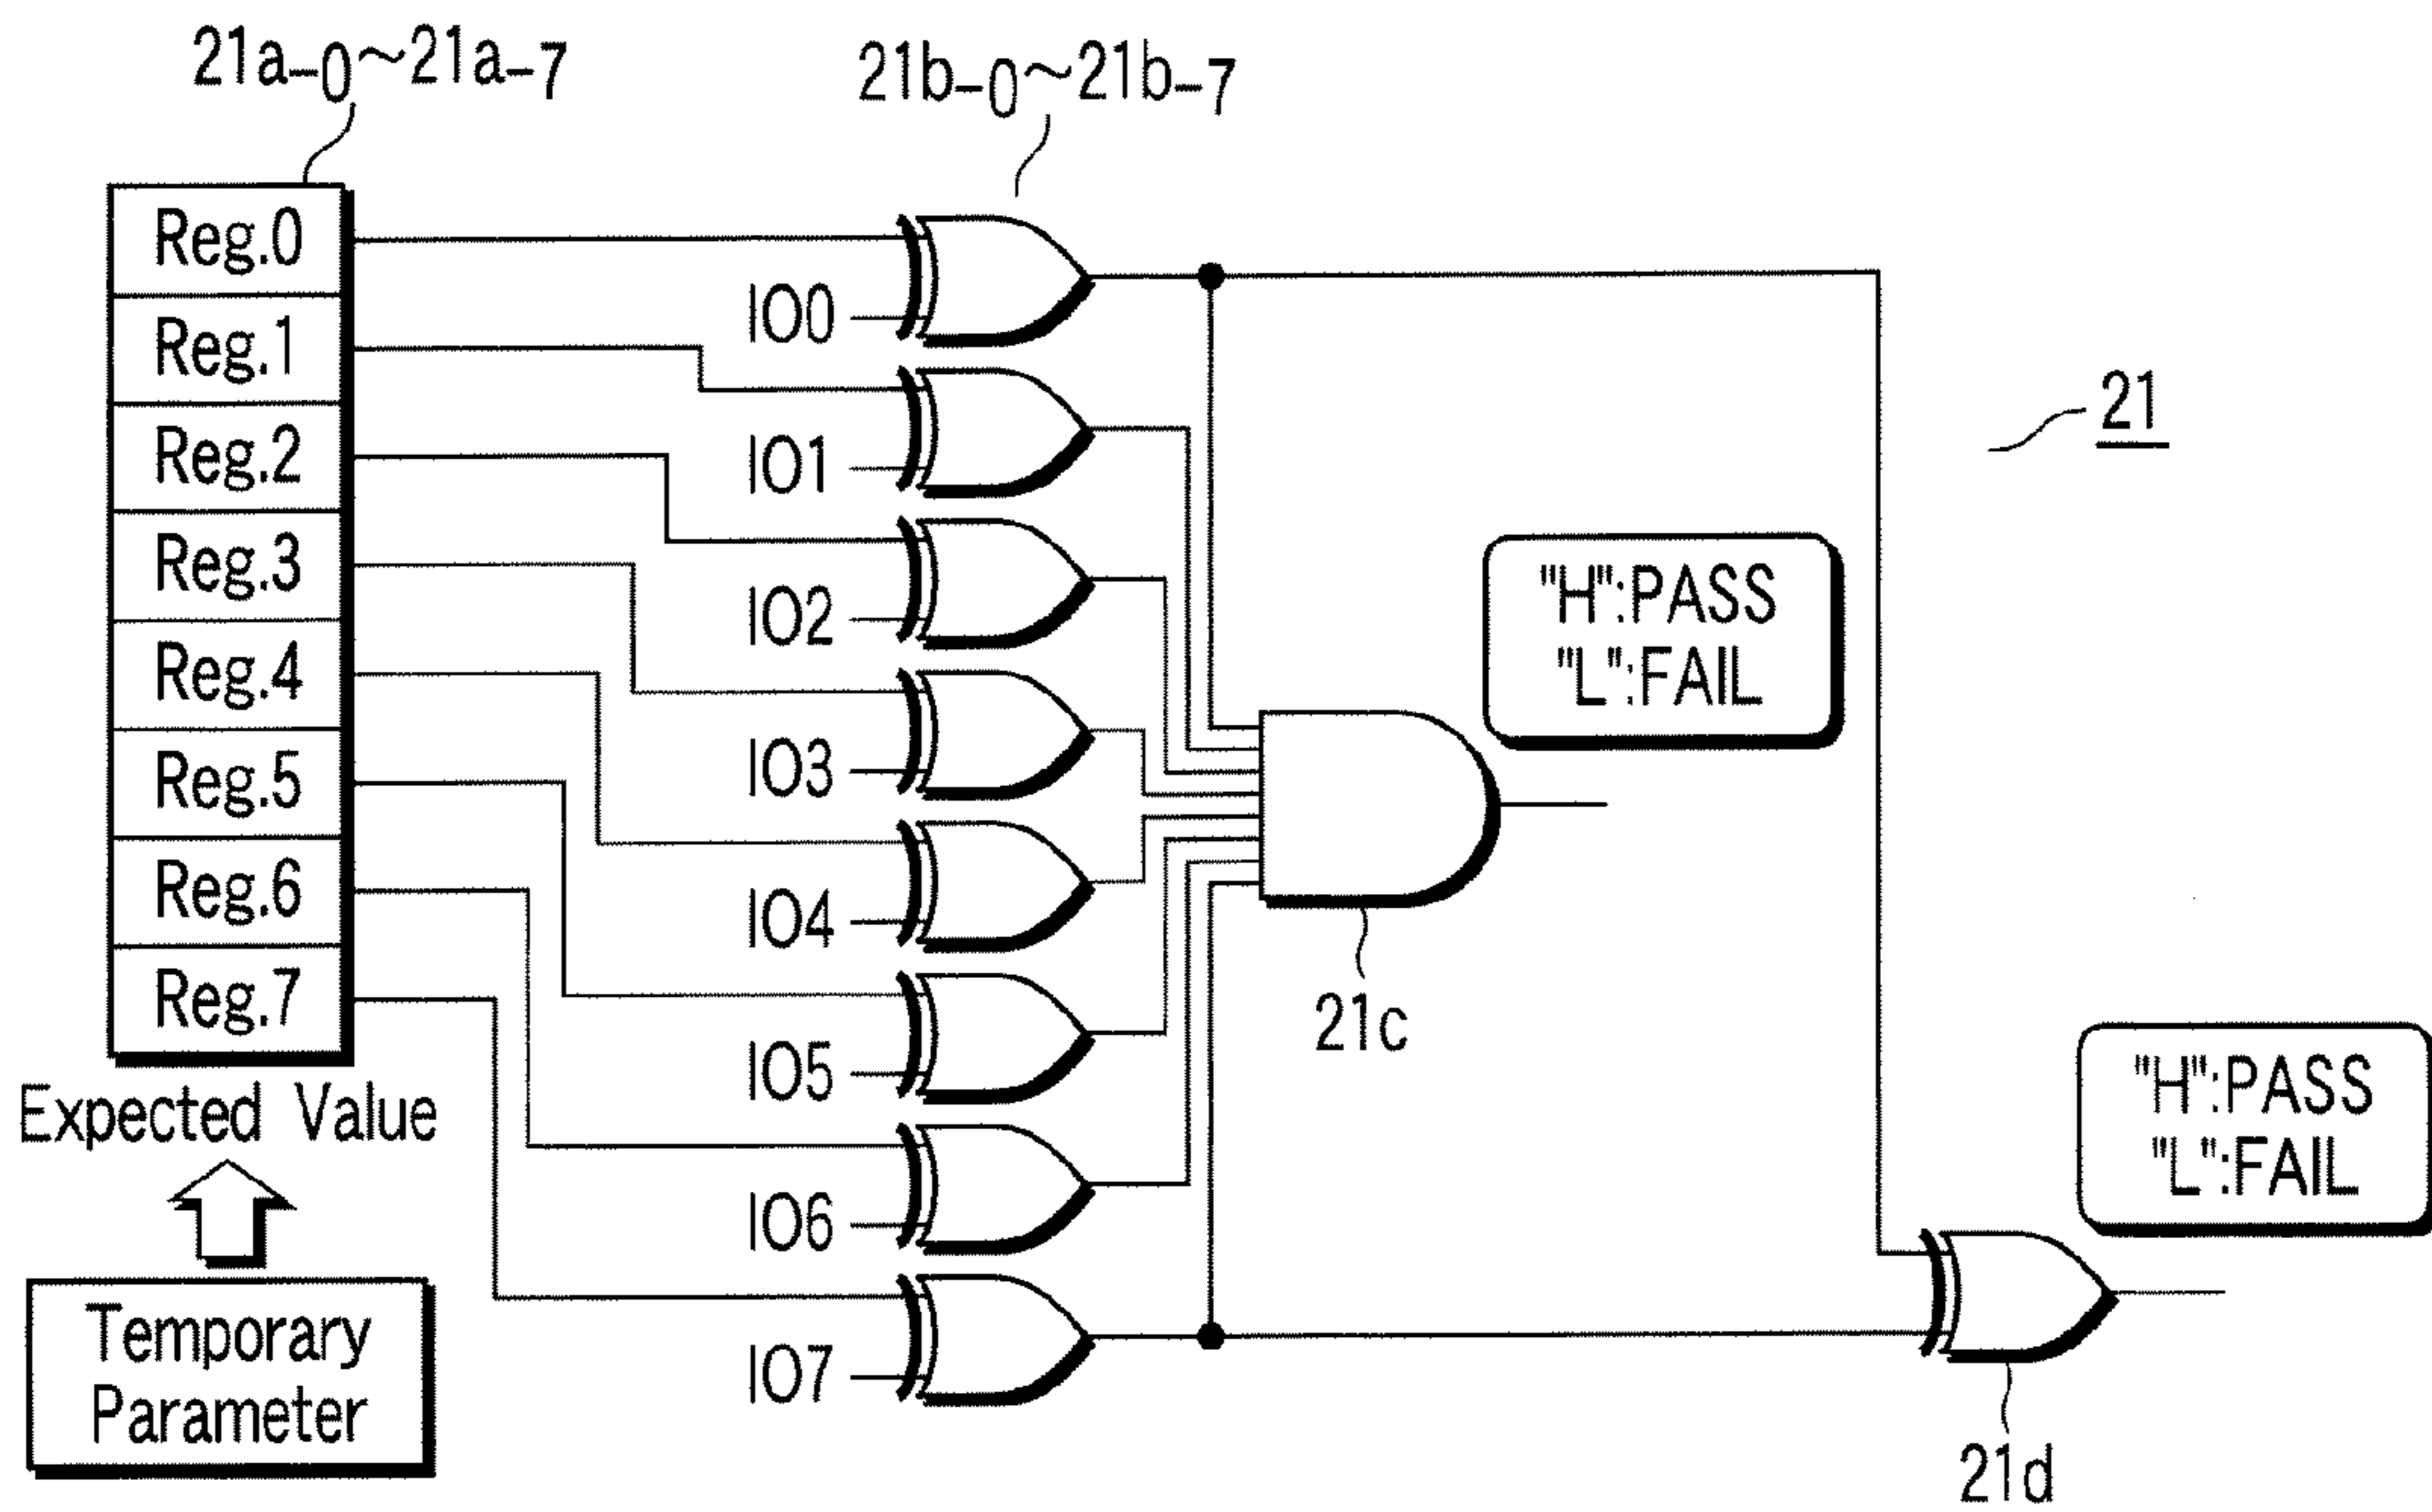 21a-0~21a-7
21b-0~21b-7
Reg.0
Reg.1
Reg.2
Reg.3
Reg.4
Reg.5
Reg.6
Reg.7
Expected Value
Temporary
Parameter
IO0
IO1
IO2
IO3
IO4
IO5
IO6
IO7
21
"H":PASS
"L":FAIL
21c
"H":PASS
"L":FAIL
21d